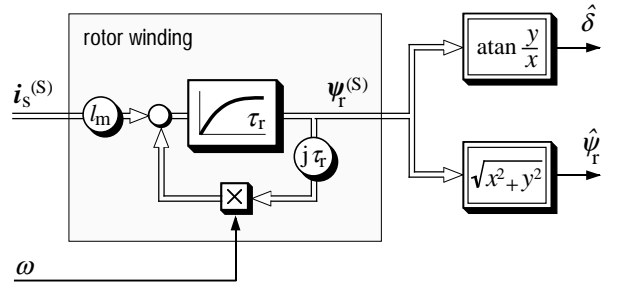 rotor winding
i_s^(S)
l_m
τ_r
ψ_r^(S)
j τ_r
×
ω
atan y/x
δ̂
√x²+y²
ψ̂_r